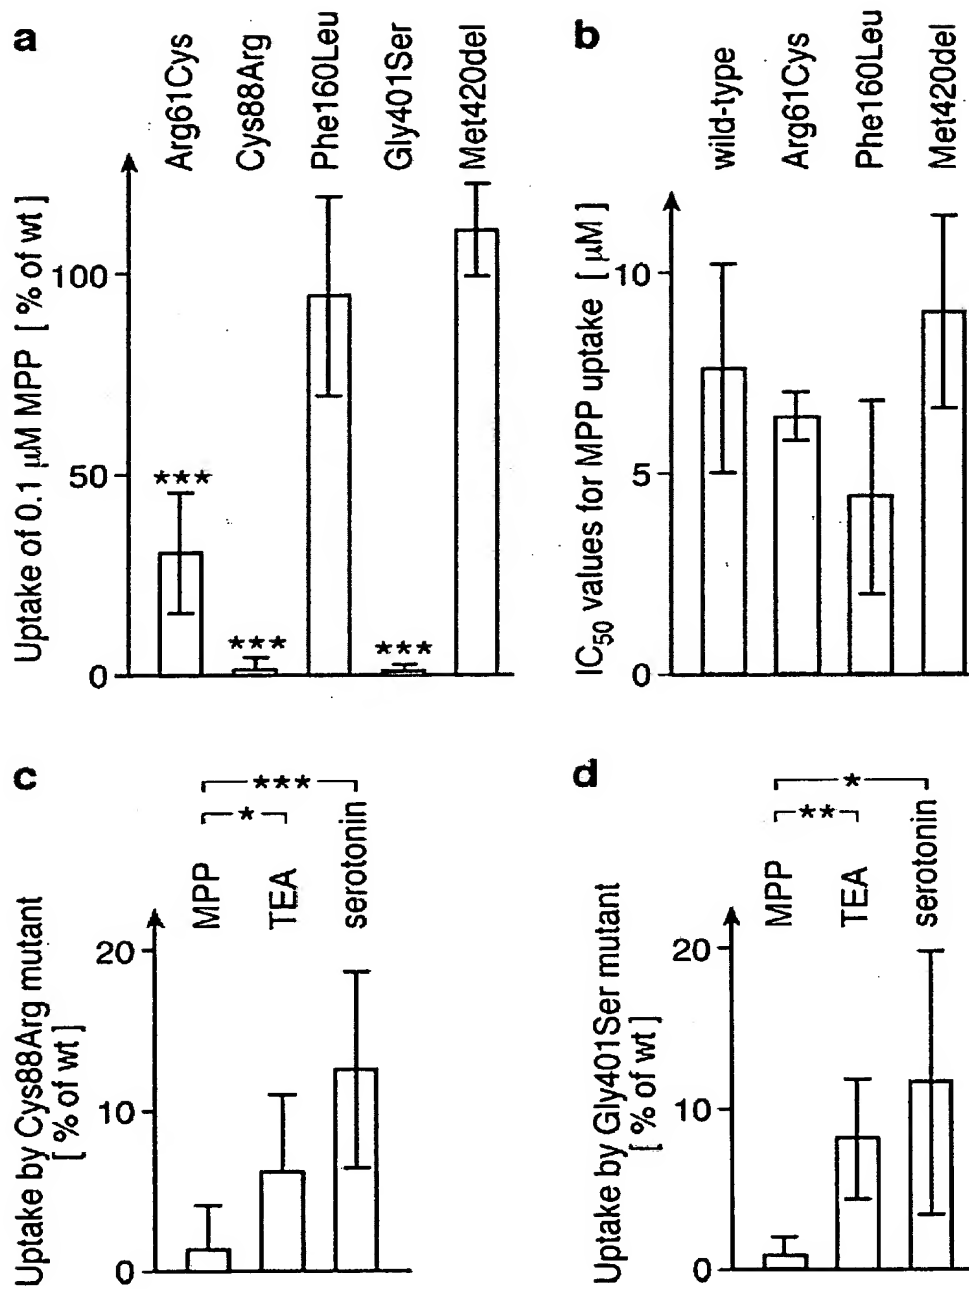 a
Arg61Cys
Cys88Arg
Phe160Leu
Gly401Ser
Met420del
Uptake of 0.1 µM MPP [ % of wt ]
100
50
0
***
***
***
b
wild-type
Arg61Cys
Phe160Leu
Met420del
IC50 values for MPP uptake [ µM ]
10
5
0
c
***
*
MPP
TEA
serotonin
Uptake by Cys88Arg mutant
[ % of wt ]
20
10
0
d
*
**
MPP
TEA
serotonin
Uptake by Gly401Ser mutant
[ % of wt ]
20
10
0